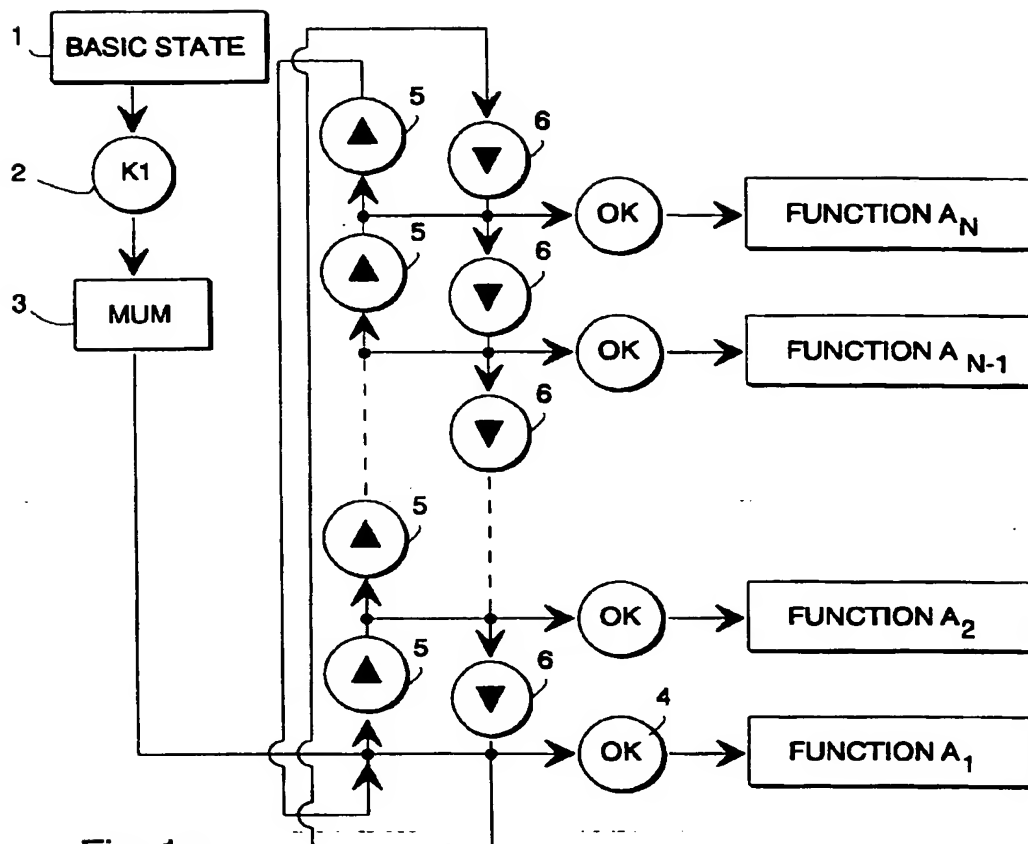 1
BASIC STATE
5
6
2
K1
OK
FUNCTION A_N
5
6
3
MUM
OK
FUNCTION A_N-1
6
5
OK
FUNCTION A_2
5
6
4
OK
FUNCTION A_1